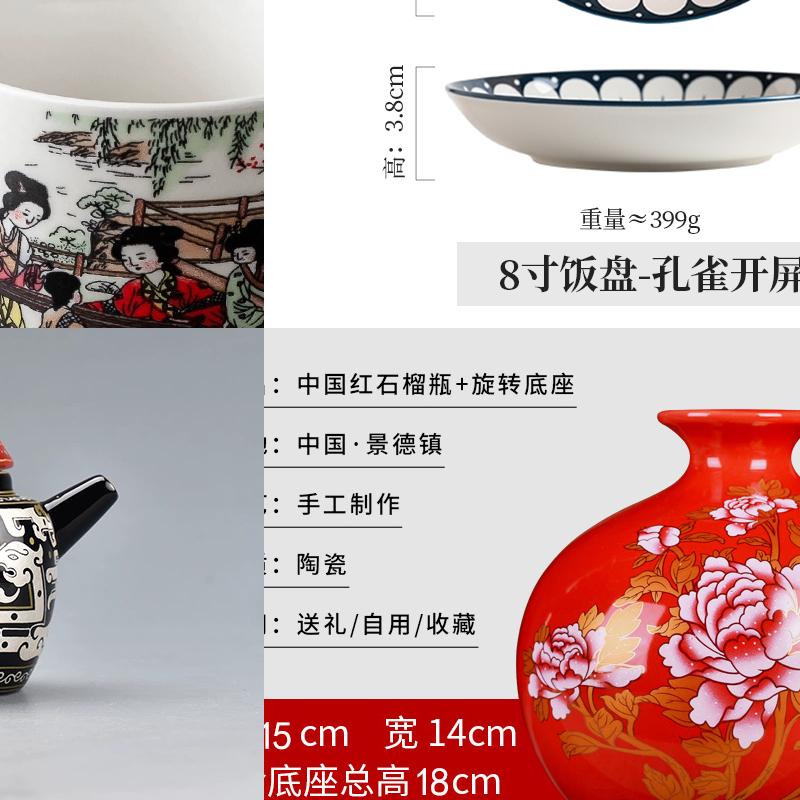 高：3.8cm
重量≈399g
8寸饭盘-孔雀开屏
：中国红石榴瓶+旋转底座
：中国·景德镇
：手工制作
：陶瓷
：送礼/自用/收藏
15cm 宽 14cm
底座总高18cm